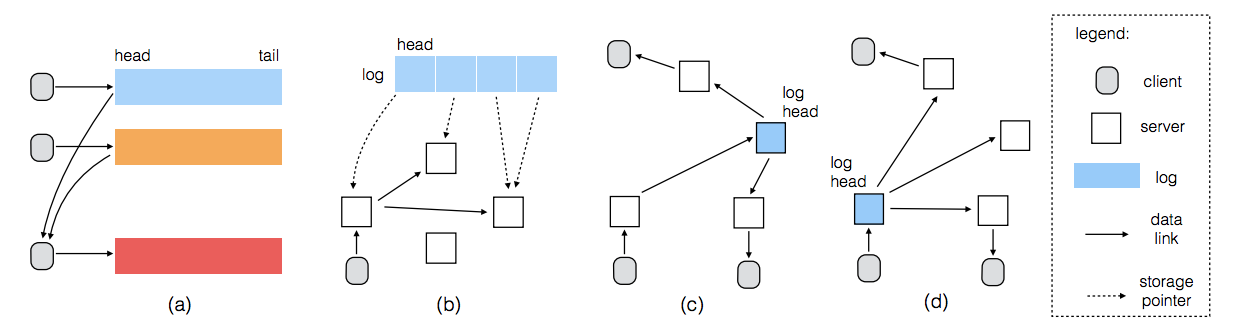 head tail
(a)
head
log
(b)
log
head
(c)
log
head
(d)
legend:
client
server
log
data
link
storage
pointer